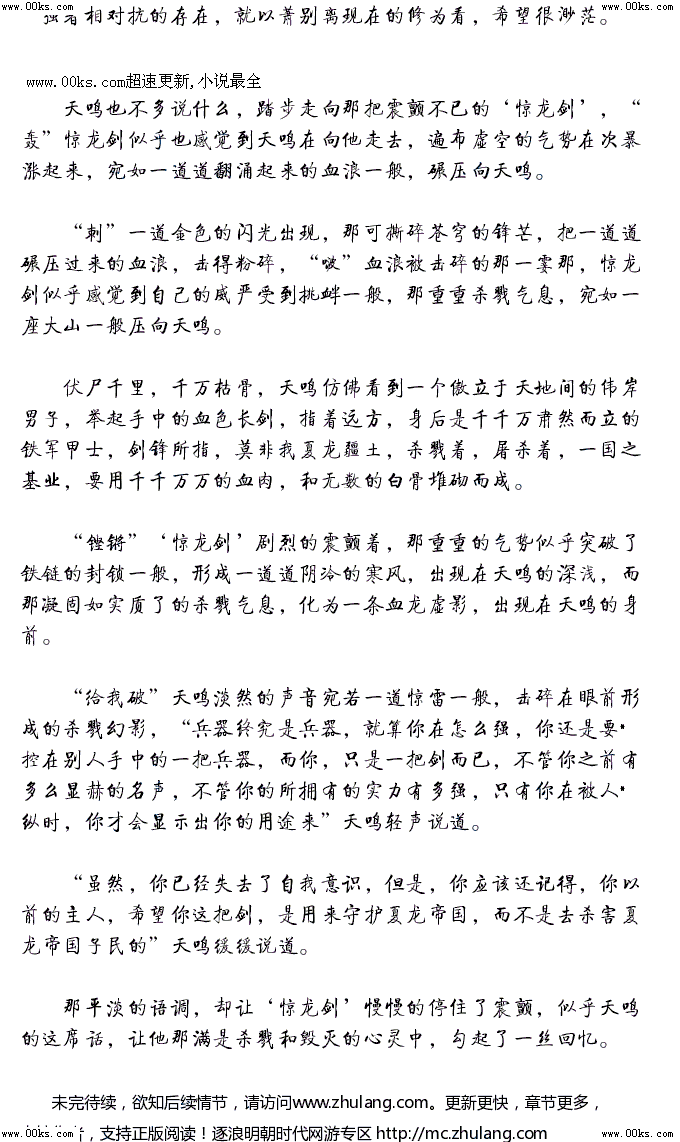 www.00ks.com www.00ks.com
强者相对抗的存在，就以萧别离现在的修为看，希望很渺茫。
www.00ks.com超速更新,小说最全
天鸣也不多说什么，踏步走向那把震颤不已的‘惊龙剑’，“
轰”惊龙剑似乎也感觉到天鸣在向他走去，遍布虚空的气势在次暴
涨起来，宛如一道道翻涌起来的血浪一般，碾压向天鸣。
“刺”一道金色的闪光出现，那可撕碎苍穹的锋芒，把一道道
碾压过来的血浪，击得粉碎，“啵”血浪被击碎的那一霎那，惊龙
剑似乎感觉到自己的威严受到挑衅一般，那重重杀戮气息，宛如一
座大山一般压向天鸣。
伏尸千里，千万枯骨，天鸣仿佛看到一个傲立于天地间的伟岸
男子，举起手中的血色长剑，指着远方，身后是千千万肃然而立的
铁军甲士，剑锋所指，莫非我夏龙疆土，杀戮着，屠杀着，一国之
基业，要用千千万万的血肉，和无数的白骨堆砌而成。
“铿锵”‘惊龙剑’剧烈的震颤着，那重重的气势似乎突破了
铁链的封锁一般，形成一道道阴冷的寒风，出现在天鸣的深浅，而
那凝固如实质了的杀戮气息，化为一条血龙虚影，出现在天鸣的身
前。
“给我破”天鸣淡然的声音宛若一道惊雷一般，击碎在眼前形
成的杀戮幻影，“兵器终究是兵器，就算你在怎么强，你还是要*
控在别人手中的一把兵器，而你，只是一把剑而已，不管你之前有
多么显赫的名声，不管你的所拥有的实力有多强，只有你在被人*
纵时，你才会显示出你的用途来”天鸣轻声说道。
“虽然，你已经失去了自我意识，但是，你应该还记得，你以
前的主人，希望你这把剑，是用来守护夏龙帝国，而不是去杀害夏
龙帝国子民的”天鸣缓缓说道。
那平淡的语调，却让‘惊龙剑’慢慢的停住了震颤，似乎天鸣
的这席话，让他那满是杀戮和毁灭的心灵中，勾起了一丝回忆。
未完待续，欲知后续情节，请访问www.zhulang.com。更新更快，章节更多，
，支持正版阅读！逐浪明朝时代网游专区 http://mc.zhulang.com
www.00ks.com www.00ks.com